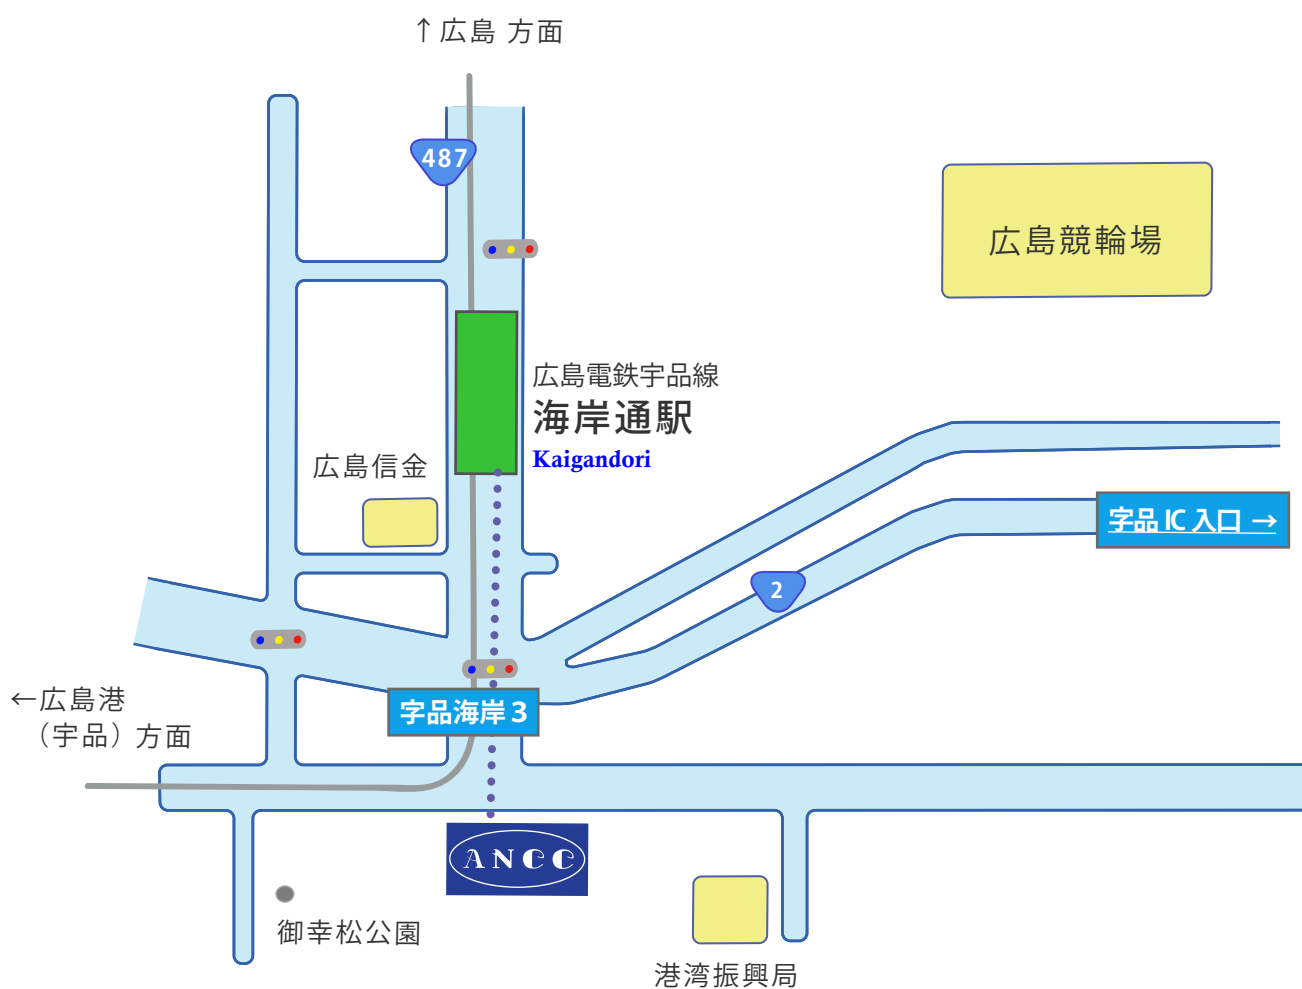 ↑広島 方面
487
広島競輪場
広島電鉄宇品線
海岸通駅
Kaigandori
広島信金
宇品 IC 入口 →
2
宇品海岸 3
←広島港
（宇品）方面
ANCC
御幸松公園
港湾振興局